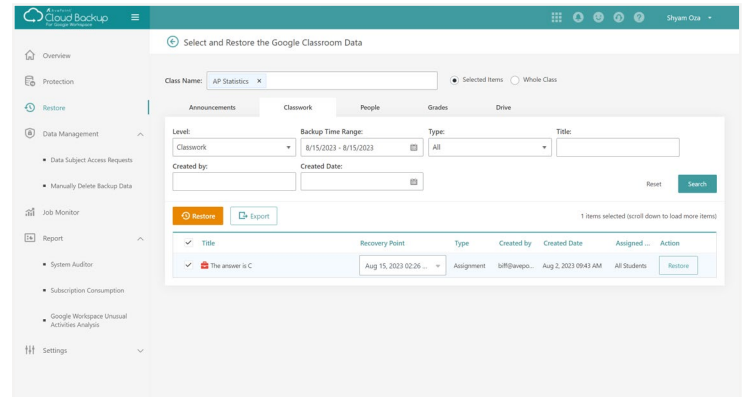 AvePoint
Cloud Backup
For Google Workspace
Shyam Oza
Overview
Protection
Restore
Data Management
Data Subject Access Requests
Manually Delete Backup Data
Job Monitor
Report
System Auditor
Subscription Consumption
Google Workspace Unusual
Activities Analysis
Settings
Select and Restore the Google Classroom Data
Class Name: AP Statistics × Selected Items Whole Class
Announcements Classwork People Grades Drive
Level: Backup Time Range: Type: Title:
Classwork 8/15/2023 - 8/15/2023 All
Created by: Created Date:
Reset Search
Restore Export 1 items selected (scroll down to load more items)
Title Recovery Point Type Created by Created Date Assigned ... Action
The answer is C Aug 15, 2023 02:26 ... Assignment biff@avepo... Aug 2, 2023 09:43 AM All Students Restore